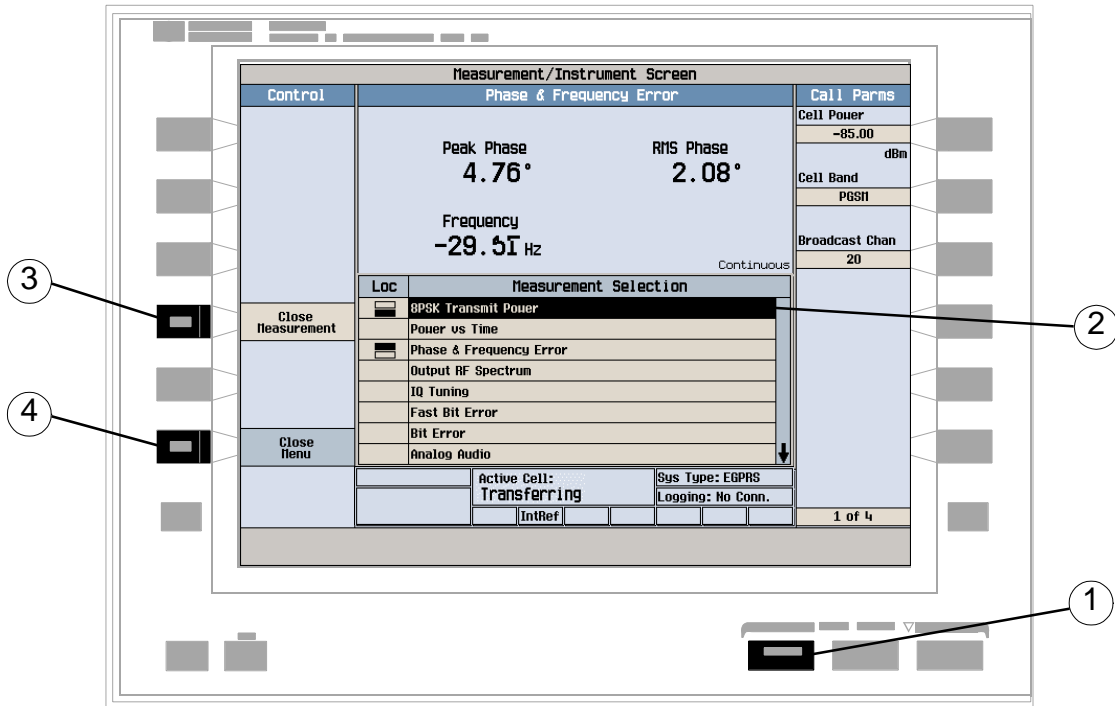 Measurement/Instrument Screen
Control
Phase & Frequency Error
Call Parms
Cell Power
-85.00
dBm
Cell Band
PGSM
Broadcast Chan
20
Peak Phase
4.76°
RMS Phase
2.08°
Frequency
Hz
Continuous
Loc
Measurement Selection
8PSK Transmit Power
Power vs Time
Phase & Frequency Error
Output RF Spectrum
IQ Tuning
Fast Bit Error
Bit Error
Analog Audio
Close
Measurement
Close
Menu
Active Cell:
Transferring
Sys Type: EGPRS
Logging: No Conn.
IntRef
1 of 4
3
4
2
1